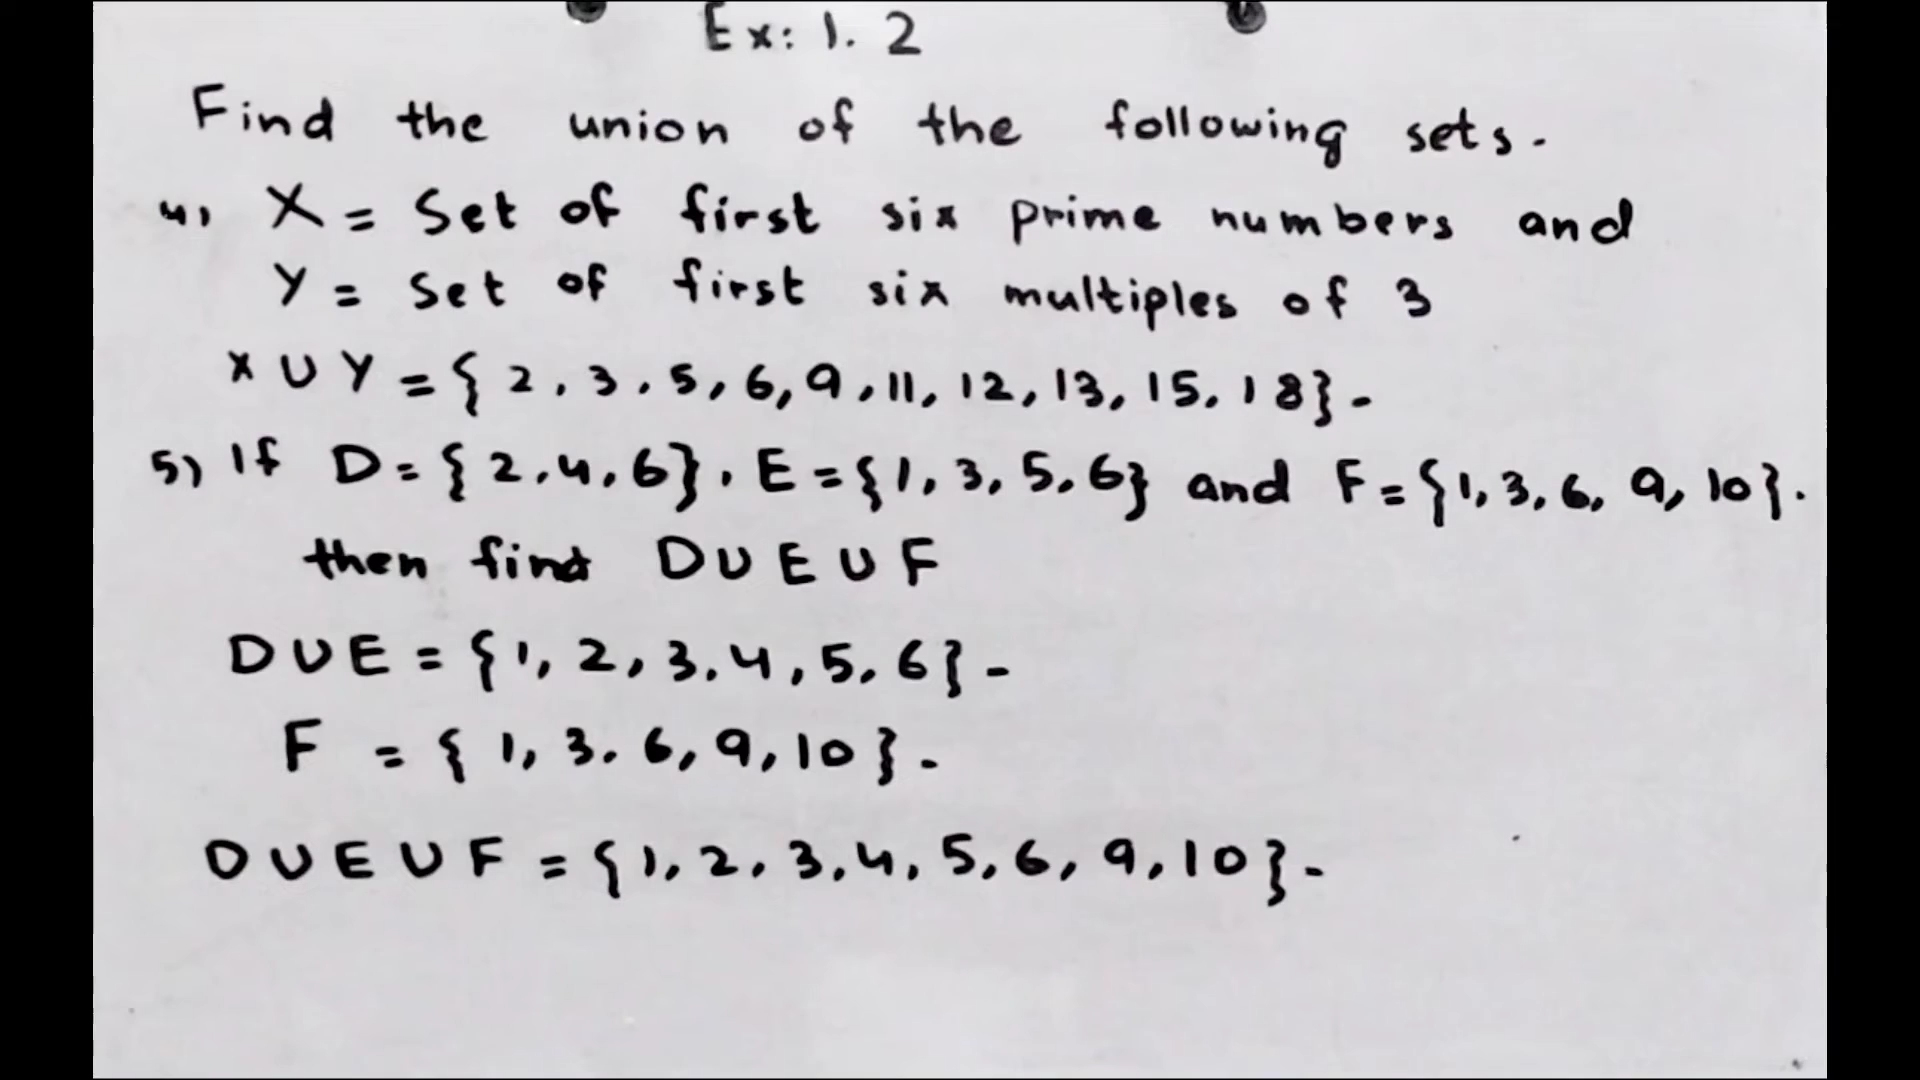 Ex: 1. 2
Find the union of the following sets.
4) X = Set of first six prime numbers and
Y = Set of first six multiples of 3
X ∪ Y = { 2, 3, 5, 6, 9, 11, 12, 13, 15, 18}.
5) If D = { 2, 4, 6}, E = {1, 3, 5, 6} and F = {1, 3, 6, 9, 10}.
then find D ∪ E ∪ F
D ∪ E = {1, 2, 3, 4, 5, 6}.
F = { 1, 3, 6, 9, 10 }.
D ∪ E ∪ F = {1, 2, 3, 4, 5, 6, 9, 10}.